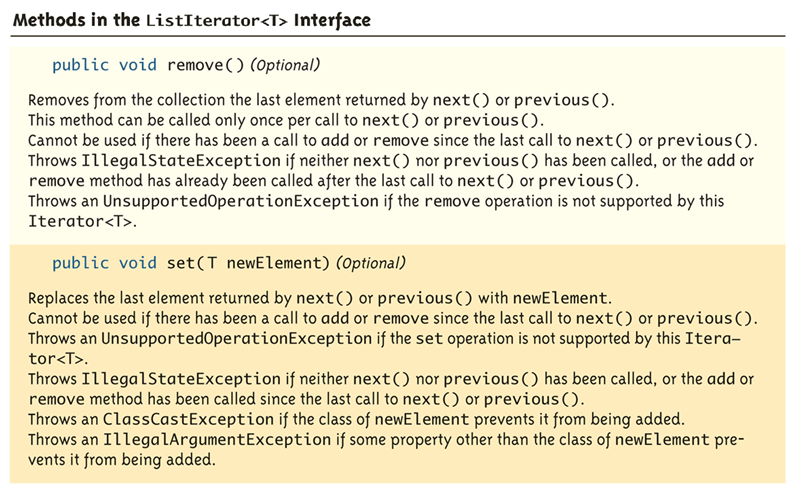 Methods in the ListIterator<T> Interface
public void remove() (Optional)
Removes from the collection the last element returned by next() or previous().
This method can be called only once per call to next() or previous().
Cannot be used if there has been a call to add or remove since the last call to next() or previous().
Throws IllegalStateException if neither next() nor previous() has been called, or the add or
remove method has already been called after the last call to next() or previous().
Throws an UnsupportedOperationException if the remove operation is not supported by this
Iterator<T>.
public void set(T newElement) (Optional)
Replaces the last element returned by next() or previous() with newElement.
Cannot be used if there has been a call to add or remove since the last call to next() or previous().
Throws an UnsupportedOperationException if the set operation is not supported by this Itera-
tor<T>.
Throws IllegalStateException if neither next() nor previous() has been called, or the add or
remove method has been called since the last call to next() or previous().
Throws an ClassCastException if the class of newElement prevents it from being added.
Throws an IllegalArgumentException if some property other than the class of newElement pre-
vents it from being added.